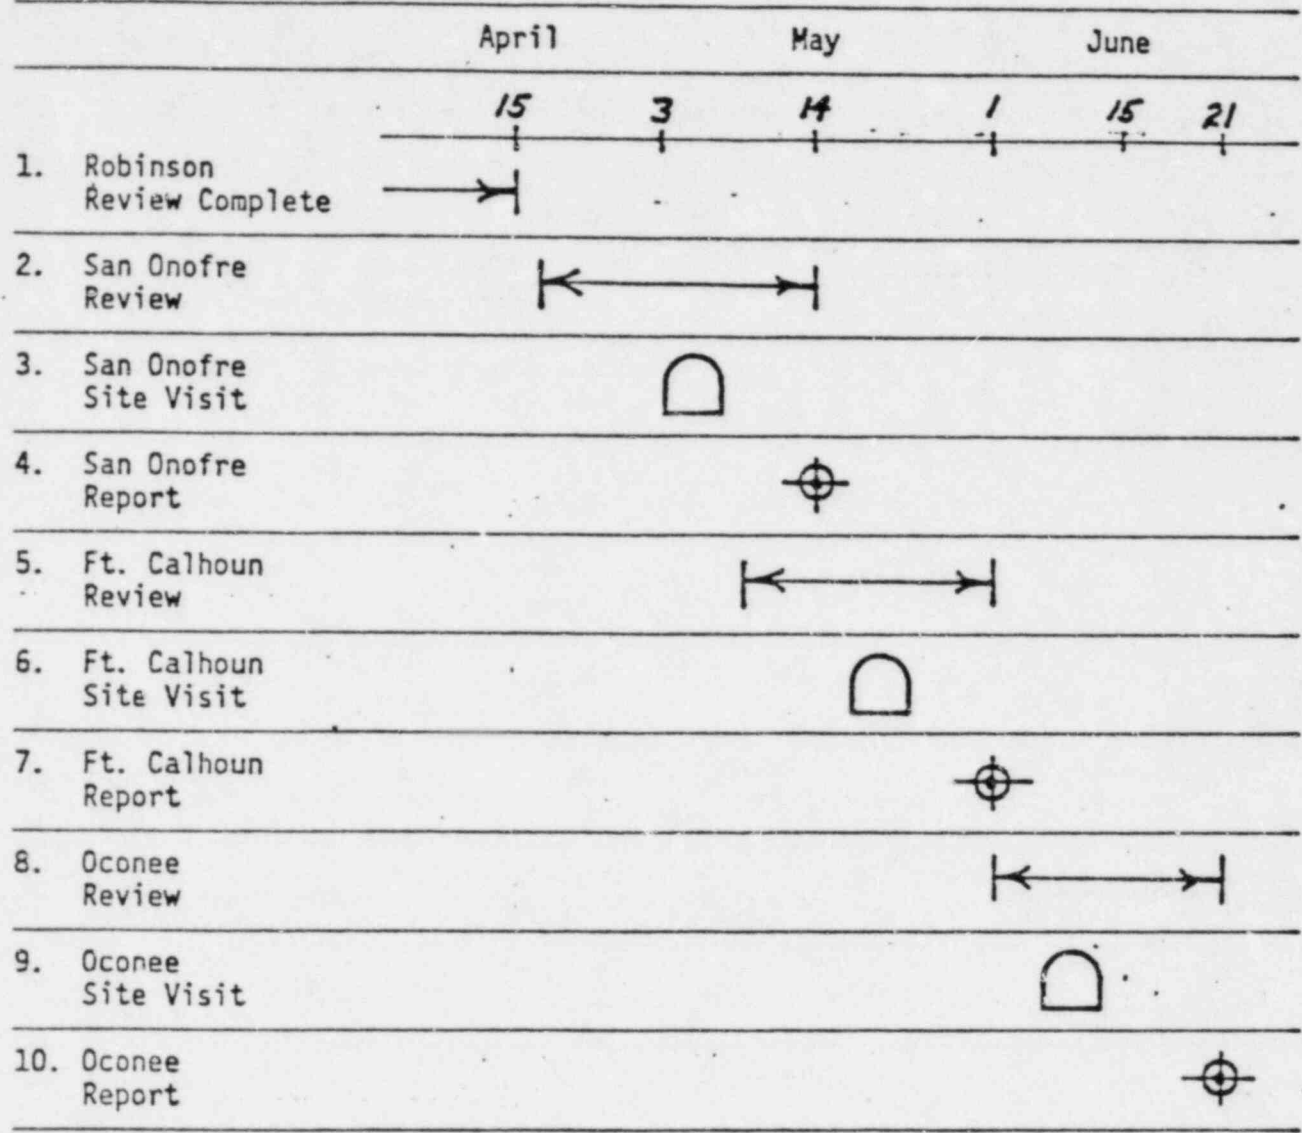 April May June
15 3 14 1 15 21
1. Robinson
Review Complete
2. San Onofre
Review
3. San Onofre
Site Visit
4. San Onofre
Report
5. Ft. Calhoun
Review
6. Ft. Calhoun
Site Visit
7. Ft. Calhoun
Report
8. Oconee
Review
9. Oconee
Site Visit
10. Oconee
Report